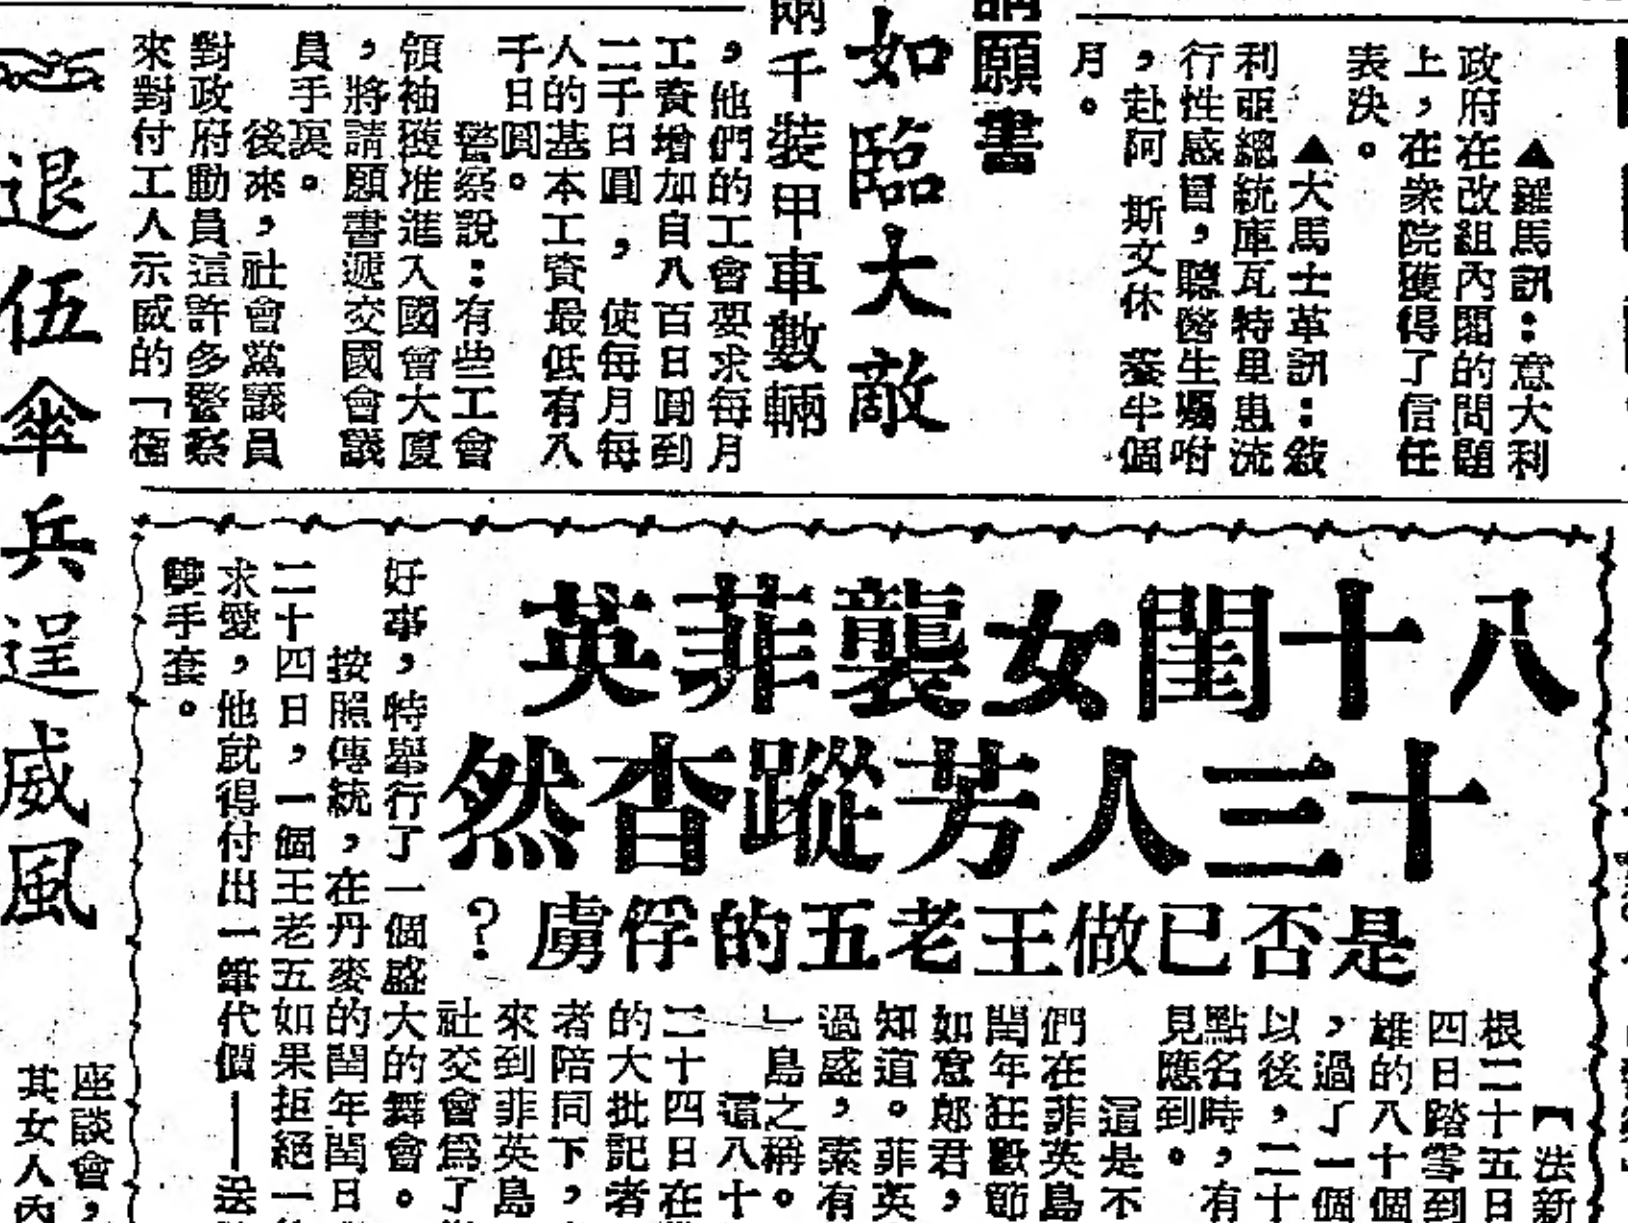 ▲羅馬訊：意大利
政府在改組內閣的問題
上，在衆院獲得了信任
表決。
▲大馬士革訊：敍
利亞總統庫瓦特里患流
行性感冒，聽醫生囑咐
，赴阿斯文休養半個
月。
願書
如臨大敵
兩千裝甲車數輛
，他們的工會要求每月
工資增加自八百日圓到
二千日圓，使每月每
人的基本工資最低有八
千日圓。
警察說：有些工會
領袖獲准進入國會大廈
，將請願書遞交國會議
員手裏。
後來，社會黨議員
對政府動員這許多警察
來對付工人示威的「極
退伍傘兵逞威風
八十閨女襲菲英
十三人芳蹤杳然
是否已做王老五的俘虜？
【法新
根二十五日
四日踏雪到
雄的八十個
，過了一個
以後，二十
點名時，有
見應到。
這是不
們在菲英島
閏年狂歡節
如意郎君，
知道。菲英
過盛，素有
」島之稱。
這八十
二十四日在
的大批記者
者陪同下，
來到菲英島
社交會爲了
好事，特舉行了一個盛大的舞會。
按照傳統，在丹麥的閏年閏日
二十四日，一個王老五如果拒絕一
求愛，他就得付出一筆代價——送
雙手套。
座談會，
其女人內